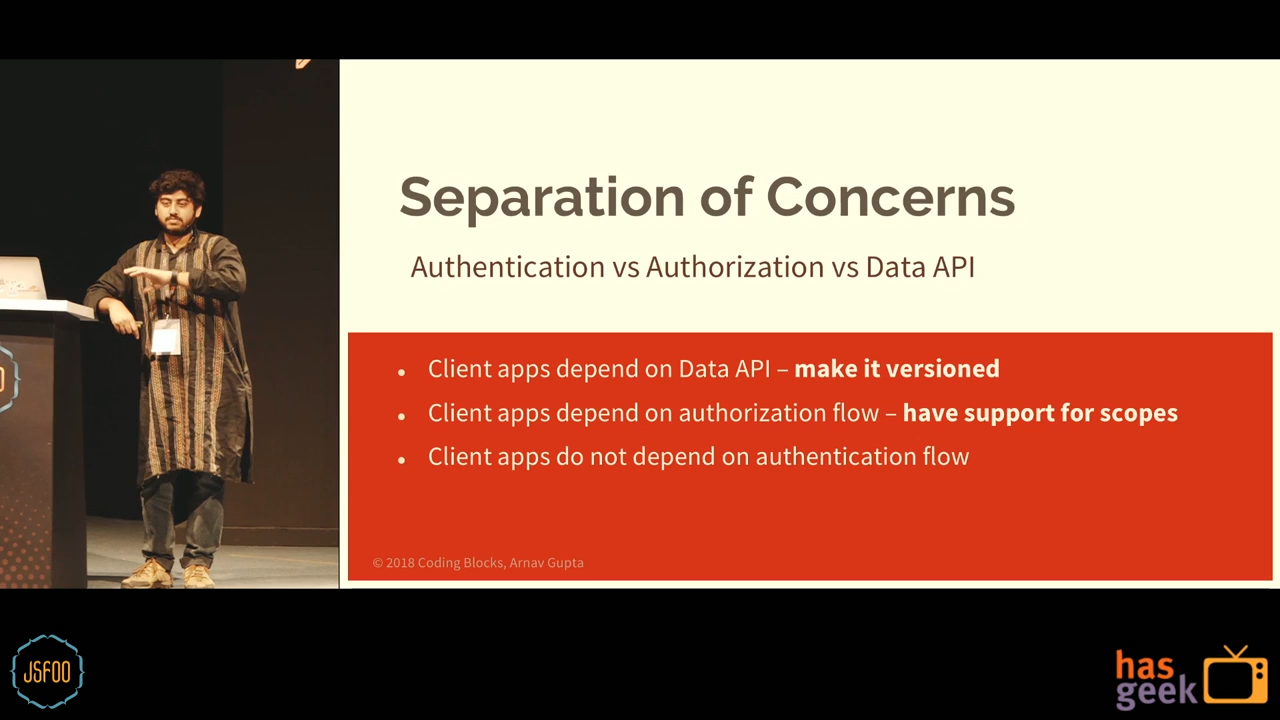 Separation of Concerns
Authentication vs Authorization vs Data API
• Client apps depend on Data API – make it versioned
• Client apps depend on authorization flow – have support for scopes
• Client apps do not depend on authentication flow
© 2018 Coding Blocks, Arnav Gupta
JSFOO
has
geek